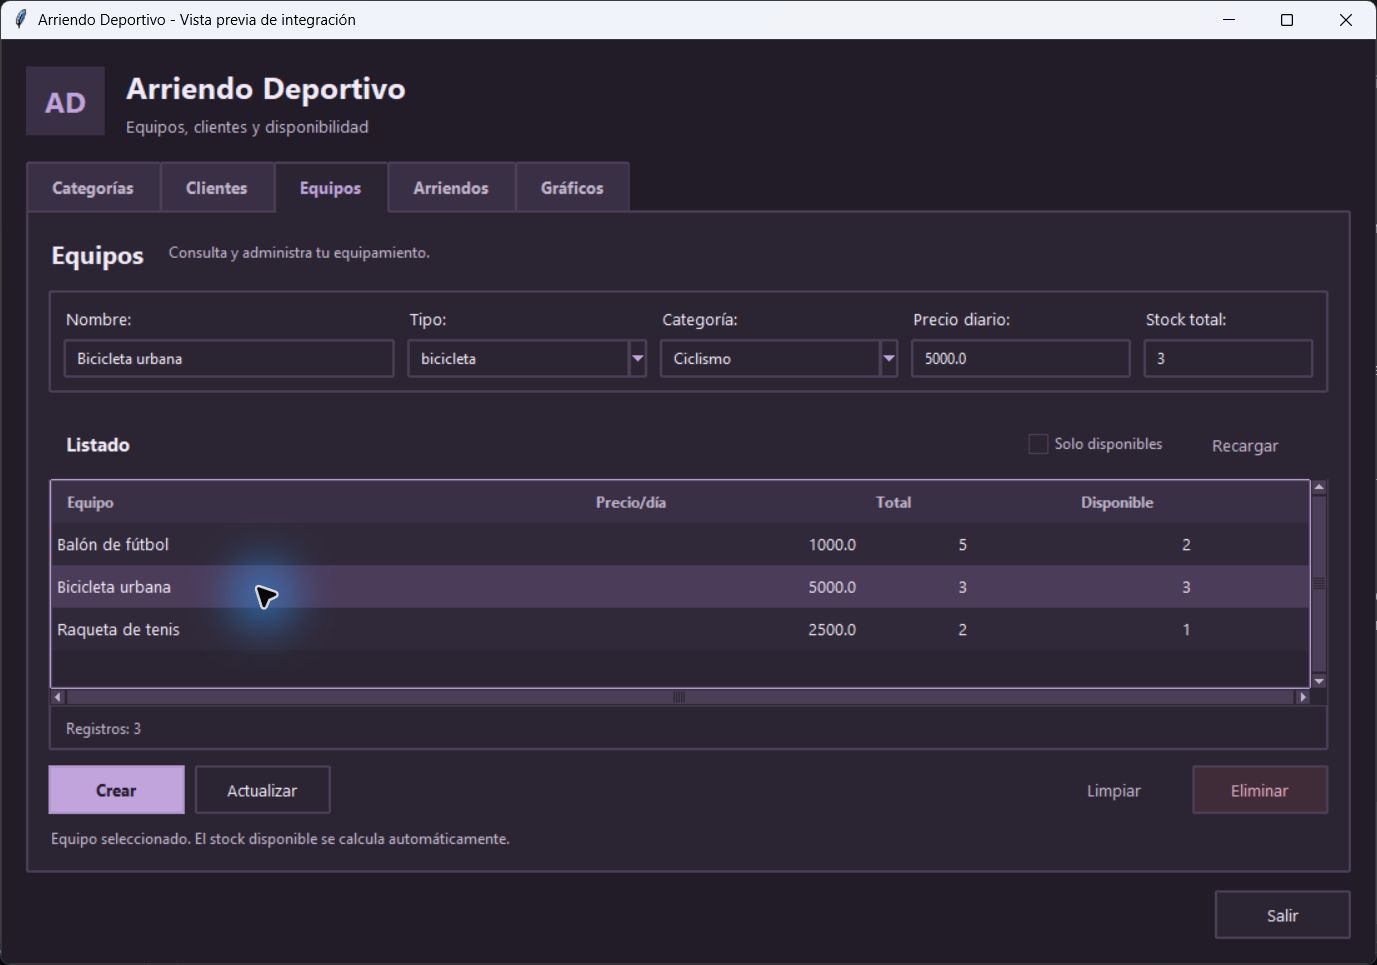 Arriendo Deportivo - Vista previa de integración
AD
Arriendo Deportivo
Equipos, clientes y disponibilidad
Categorías Clientes Equipos Arriendos Gráficos
Equipos Consulta y administra tu equipamiento.
Nombre: Tipo: Categoría: Precio diario: Stock total:
Bicicleta urbana bicicleta Ciclismo 5000.0 3
Listado Solo disponibles Recargar
Equipo Precio/día Total Disponible
Balón de fútbol 1000.0 5 2
Bicicleta urbana 5000.0 3 3
Raqueta de tenis 2500.0 2 1
Registros: 3
Crear Actualizar Limpiar Eliminar
Equipo seleccionado. El stock disponible se calcula automáticamente.
Salir